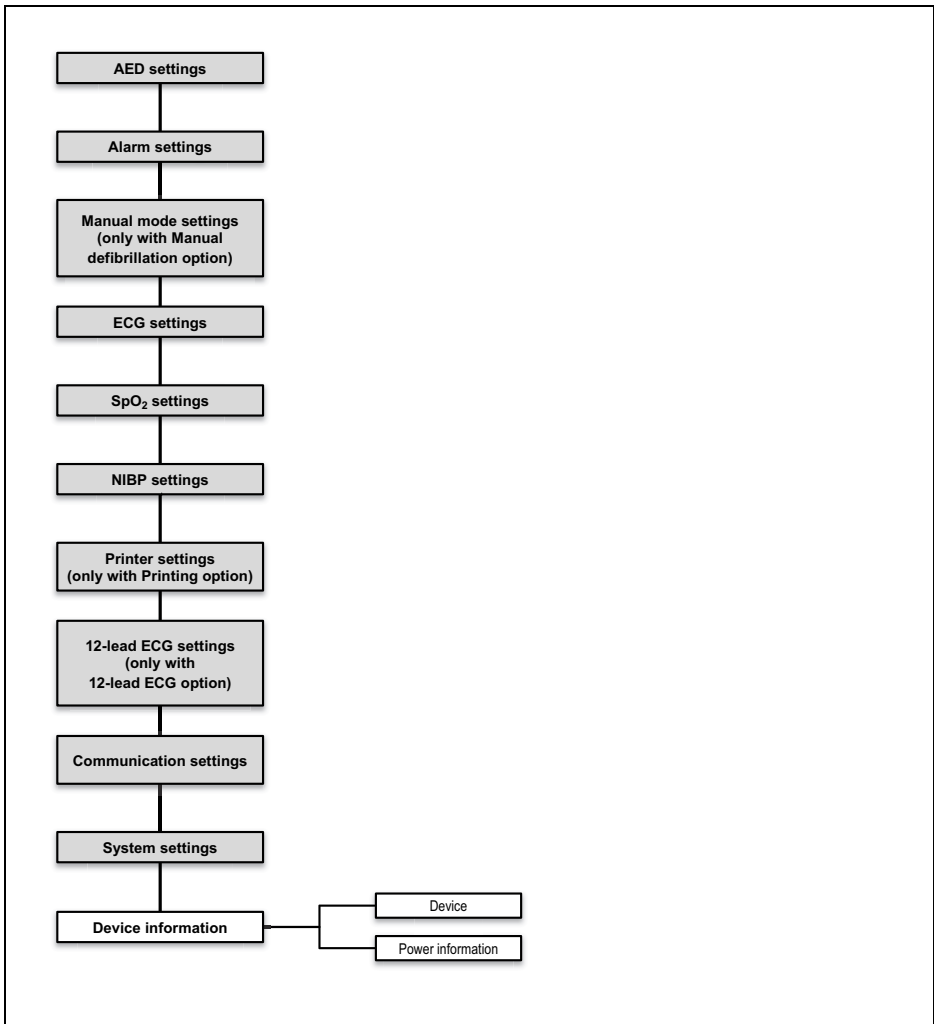 AED settings
Alarm settings
Manual mode settings
(only with Manual
defibrillation option)
ECG settings
SpO₂ settings
NIBP settings
Printer settings
(only with Printing option)
12-lead ECG settings
(only with
12-lead ECG option)
Communication settings
System settings
Device information
Device
Power information